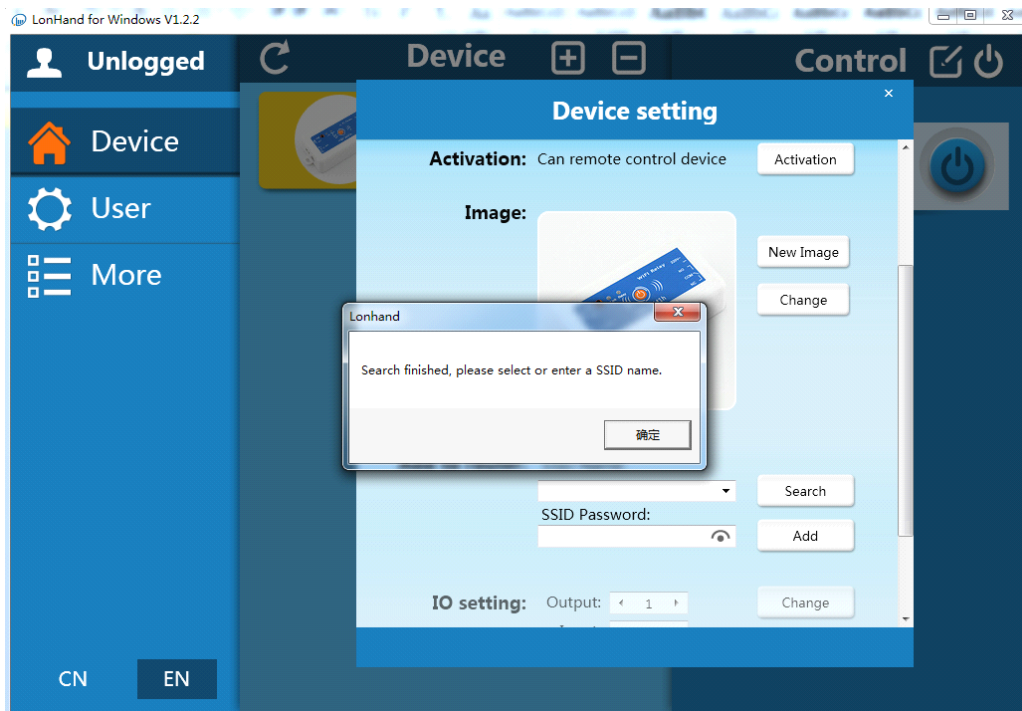 LonHand for Windows V1.2.2
Unlogged
Device
Control
Device
User
More
CN
EN
Device setting
Activation: Can remote control device Activation
Image:
WIFI Relay
New Image
Change
Lonhand
Search finished, please select or enter a SSID name.
确定
Search
SSID Password:
Add
IO setting: Output: 1 Change